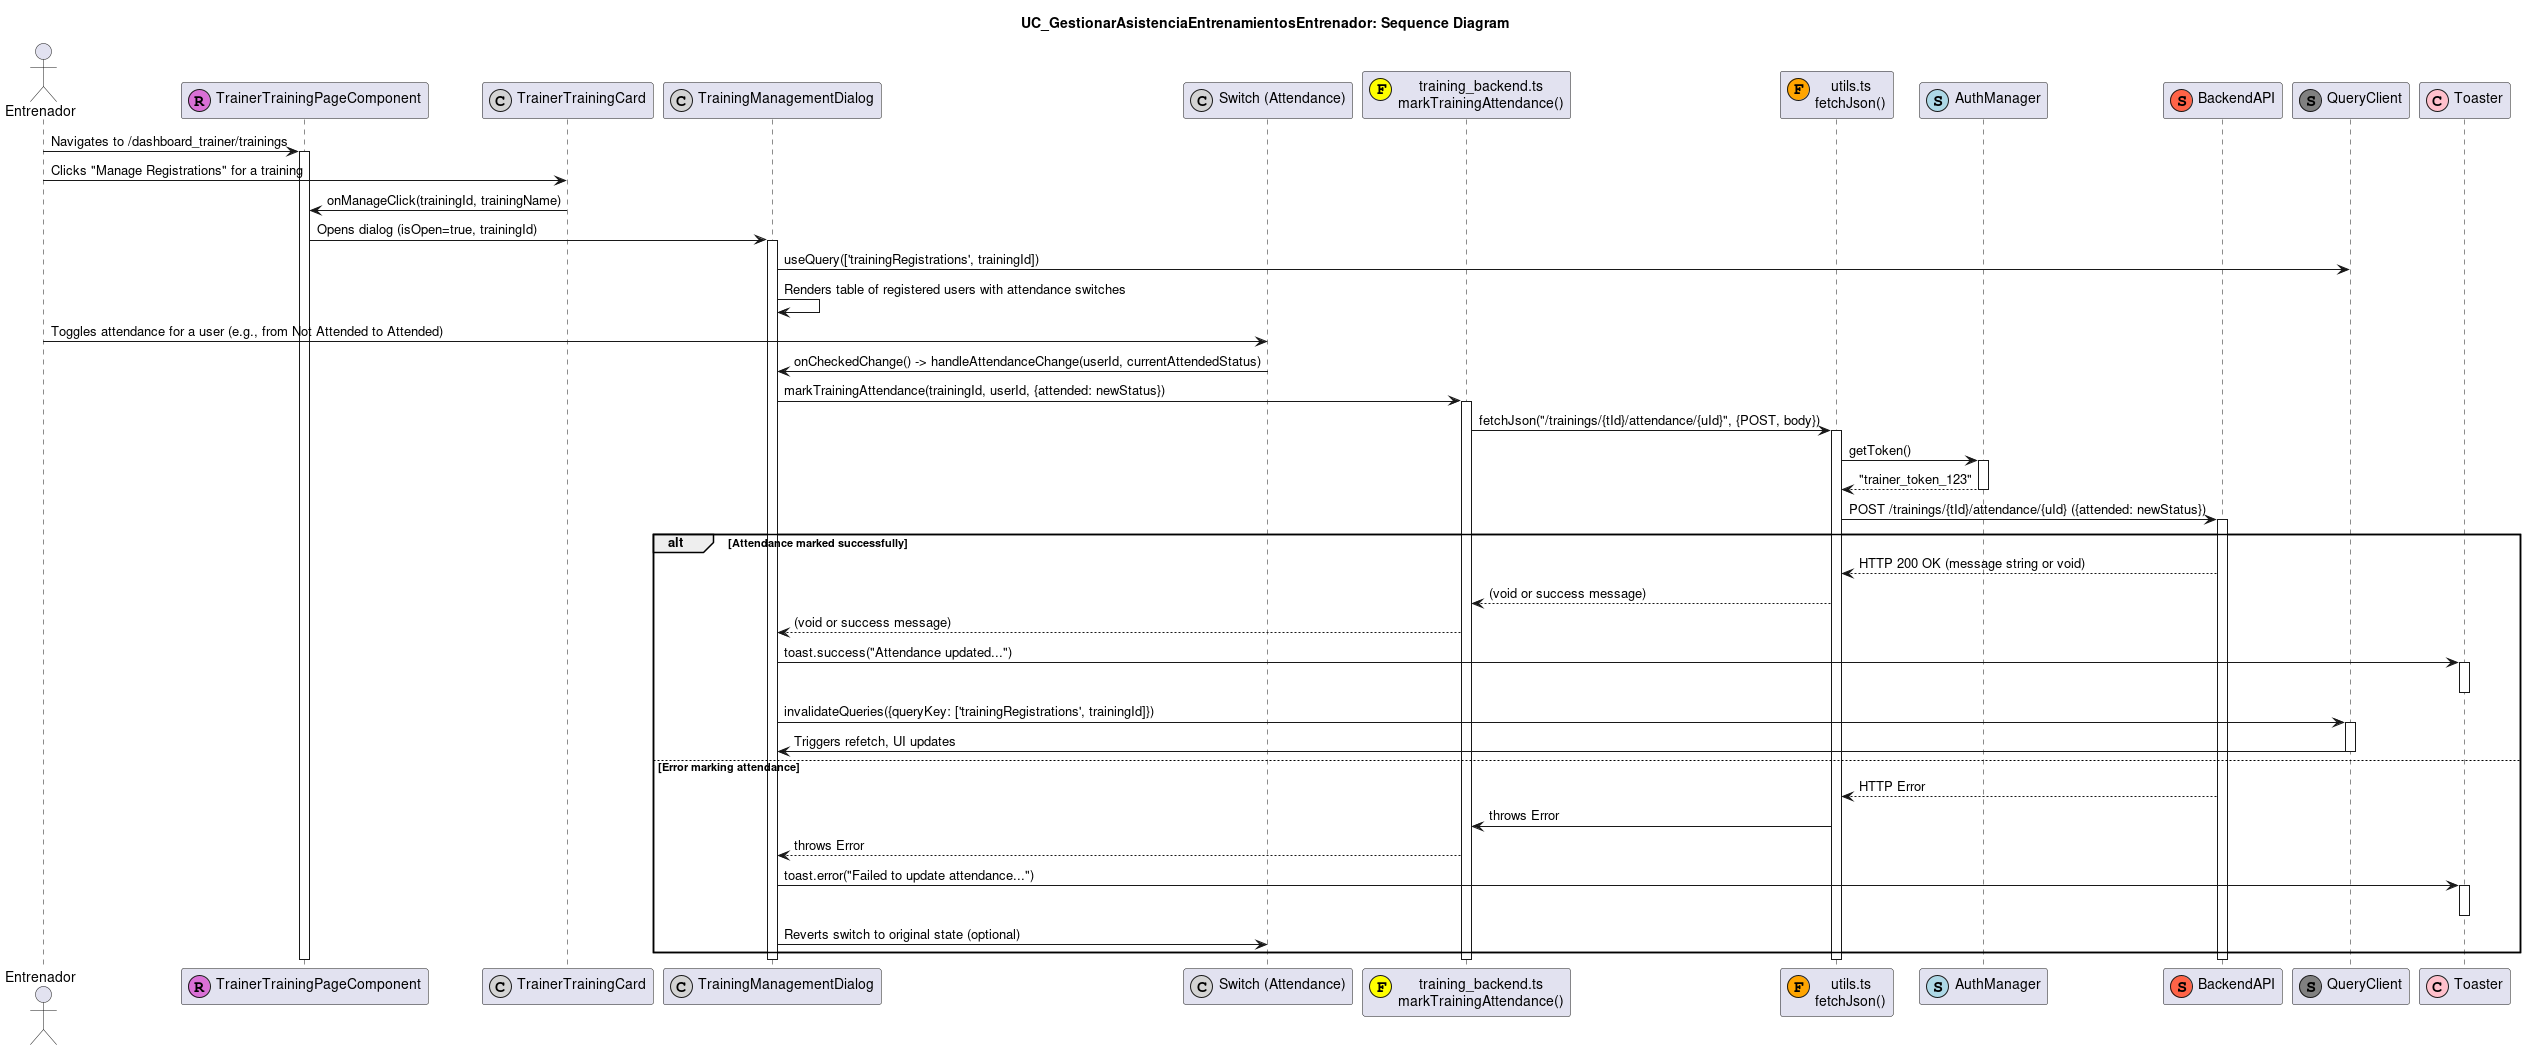 UC_GestionarAsistenciaEntrenamientosEntrenador: Sequence Diagram
Entrenador
R TrainerTrainingPageComponent
C TrainerTrainingCard
C TrainingManagementDialog
C Switch (Attendance)
F training_backend.ts
markTrainingAttendance()
F utils.ts
fetchJson()
S AuthManager
S BackendAPI
S QueryClient
C Toaster
Navigates to /dashboard_trainer/trainings
Clicks "Manage Registrations" for a training
onManageClick(trainingId, trainingName)
Opens dialog (isOpen=true, trainingId)
useQuery(['trainingRegistrations', trainingId])
Renders table of registered users with attendance switches
Toggles attendance for a user (e.g., from Not Attended to Attended)
onCheckedChange() -> handleAttendanceChange(userId, currentAttendedStatus)
markTrainingAttendance(trainingId, userId, {attended: newStatus})
fetchJson("/trainings/{tId}/attendance/{uId}", {POST, body})
getToken()
"trainer_token_123"
POST /trainings/{tId}/attendance/{uId} ({attended: newStatus})
alt [Attendance marked successfully]
HTTP 200 OK (message string or void)
(void or success message)
(void or success message)
toast.success("Attendance updated...")
invalidateQueries({queryKey: ['trainingRegistrations', trainingId]})
Triggers refetch, UI updates
[Error marking attendance]
HTTP Error
throws Error
throws Error
toast.error("Failed to update attendance...")
Reverts switch to original state (optional)
Entrenador
R TrainerTrainingPageComponent
C TrainerTrainingCard
C TrainingManagementDialog
C Switch (Attendance)
F training_backend.ts
markTrainingAttendance()
F utils.ts
fetchJson()
S AuthManager
S BackendAPI
S QueryClient
C Toaster